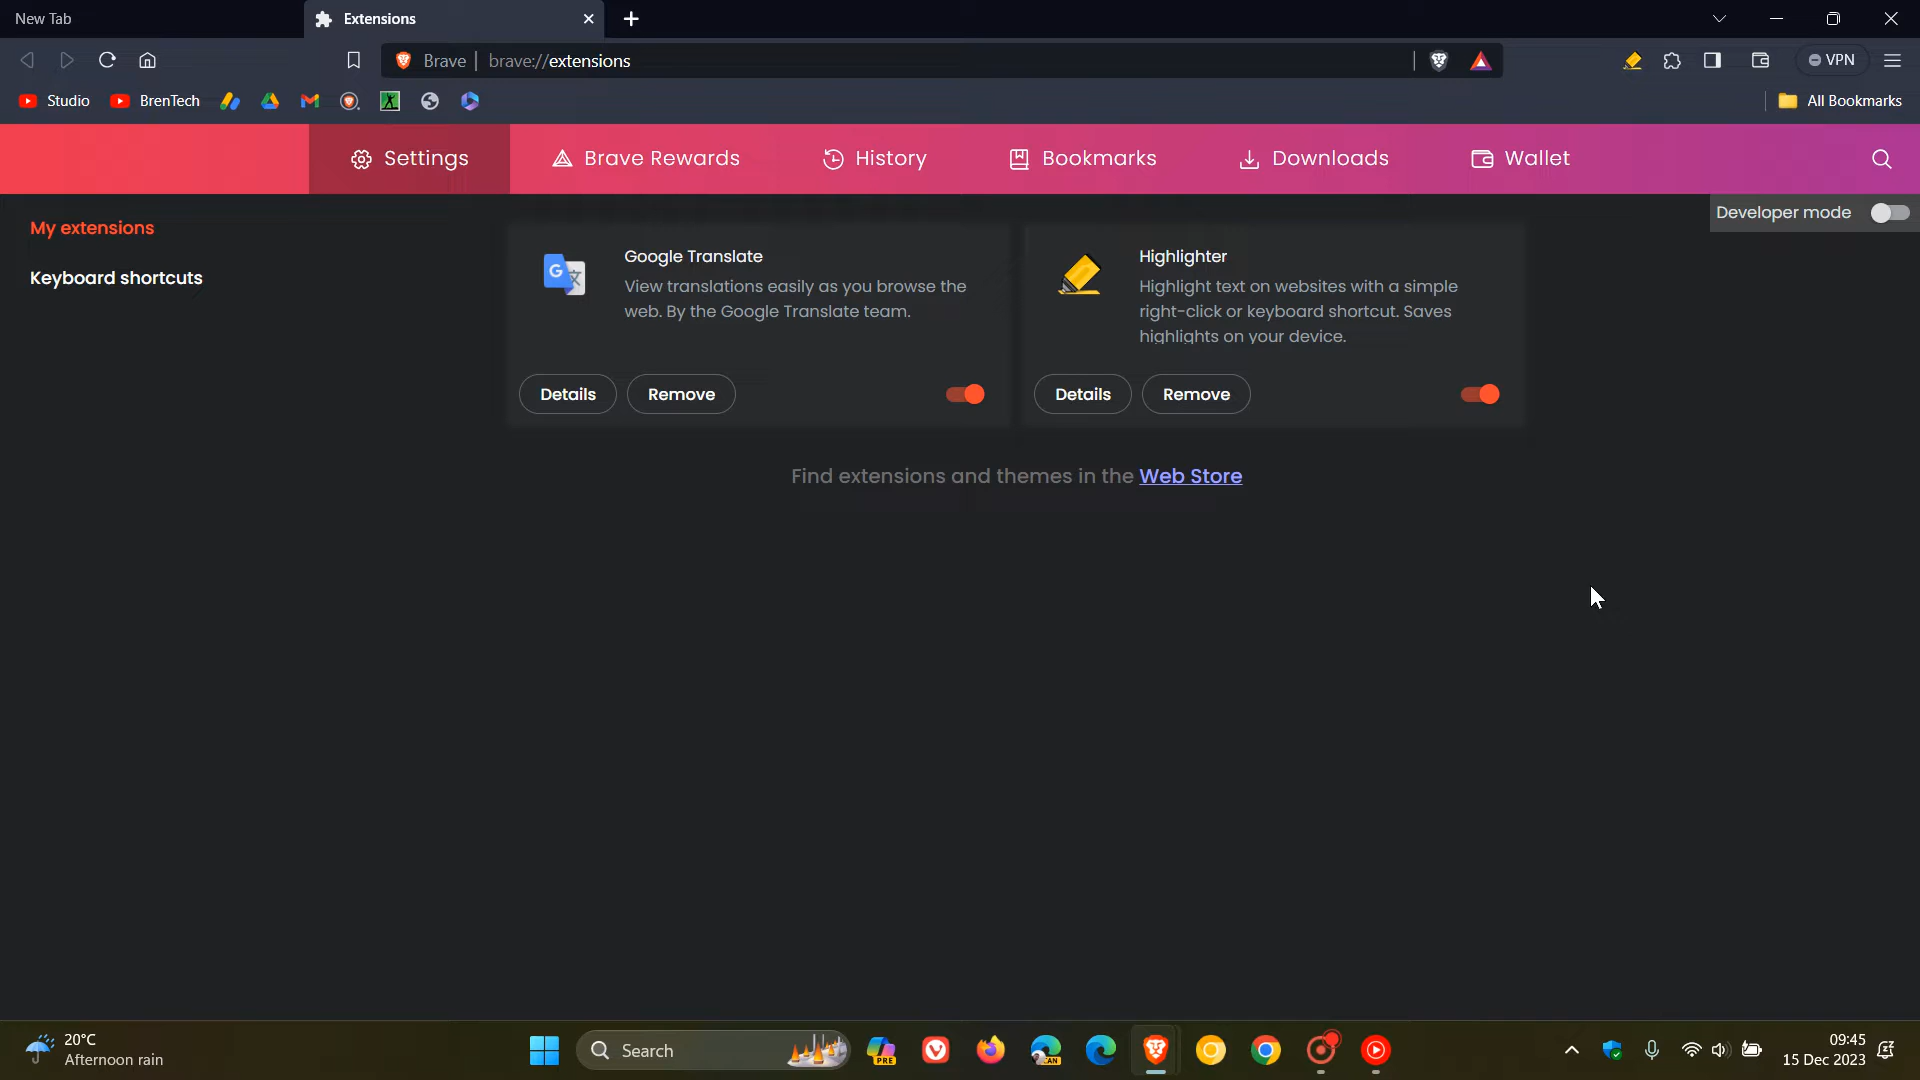 New Tab
Extensions
Brave
brave://extensions
VPN
Studio
BrenTech
All Bookmarks
Settings
Brave Rewards
History
Bookmarks
Downloads
Wallet
Developer mode
My extensions
Keyboard shortcuts
Google Translate
View translations easily as you browse the
web. By the Google Translate team.
Details
Remove
Highlighter
Highlight text on websites with a simple
right-click or keyboard shortcut. Saves
highlights on your device.
Details
Remove
Find extensions and themes in the Web Store
20°C
Afternoon rain
Search
PRE
CAN
09:45
15 Dec 2023